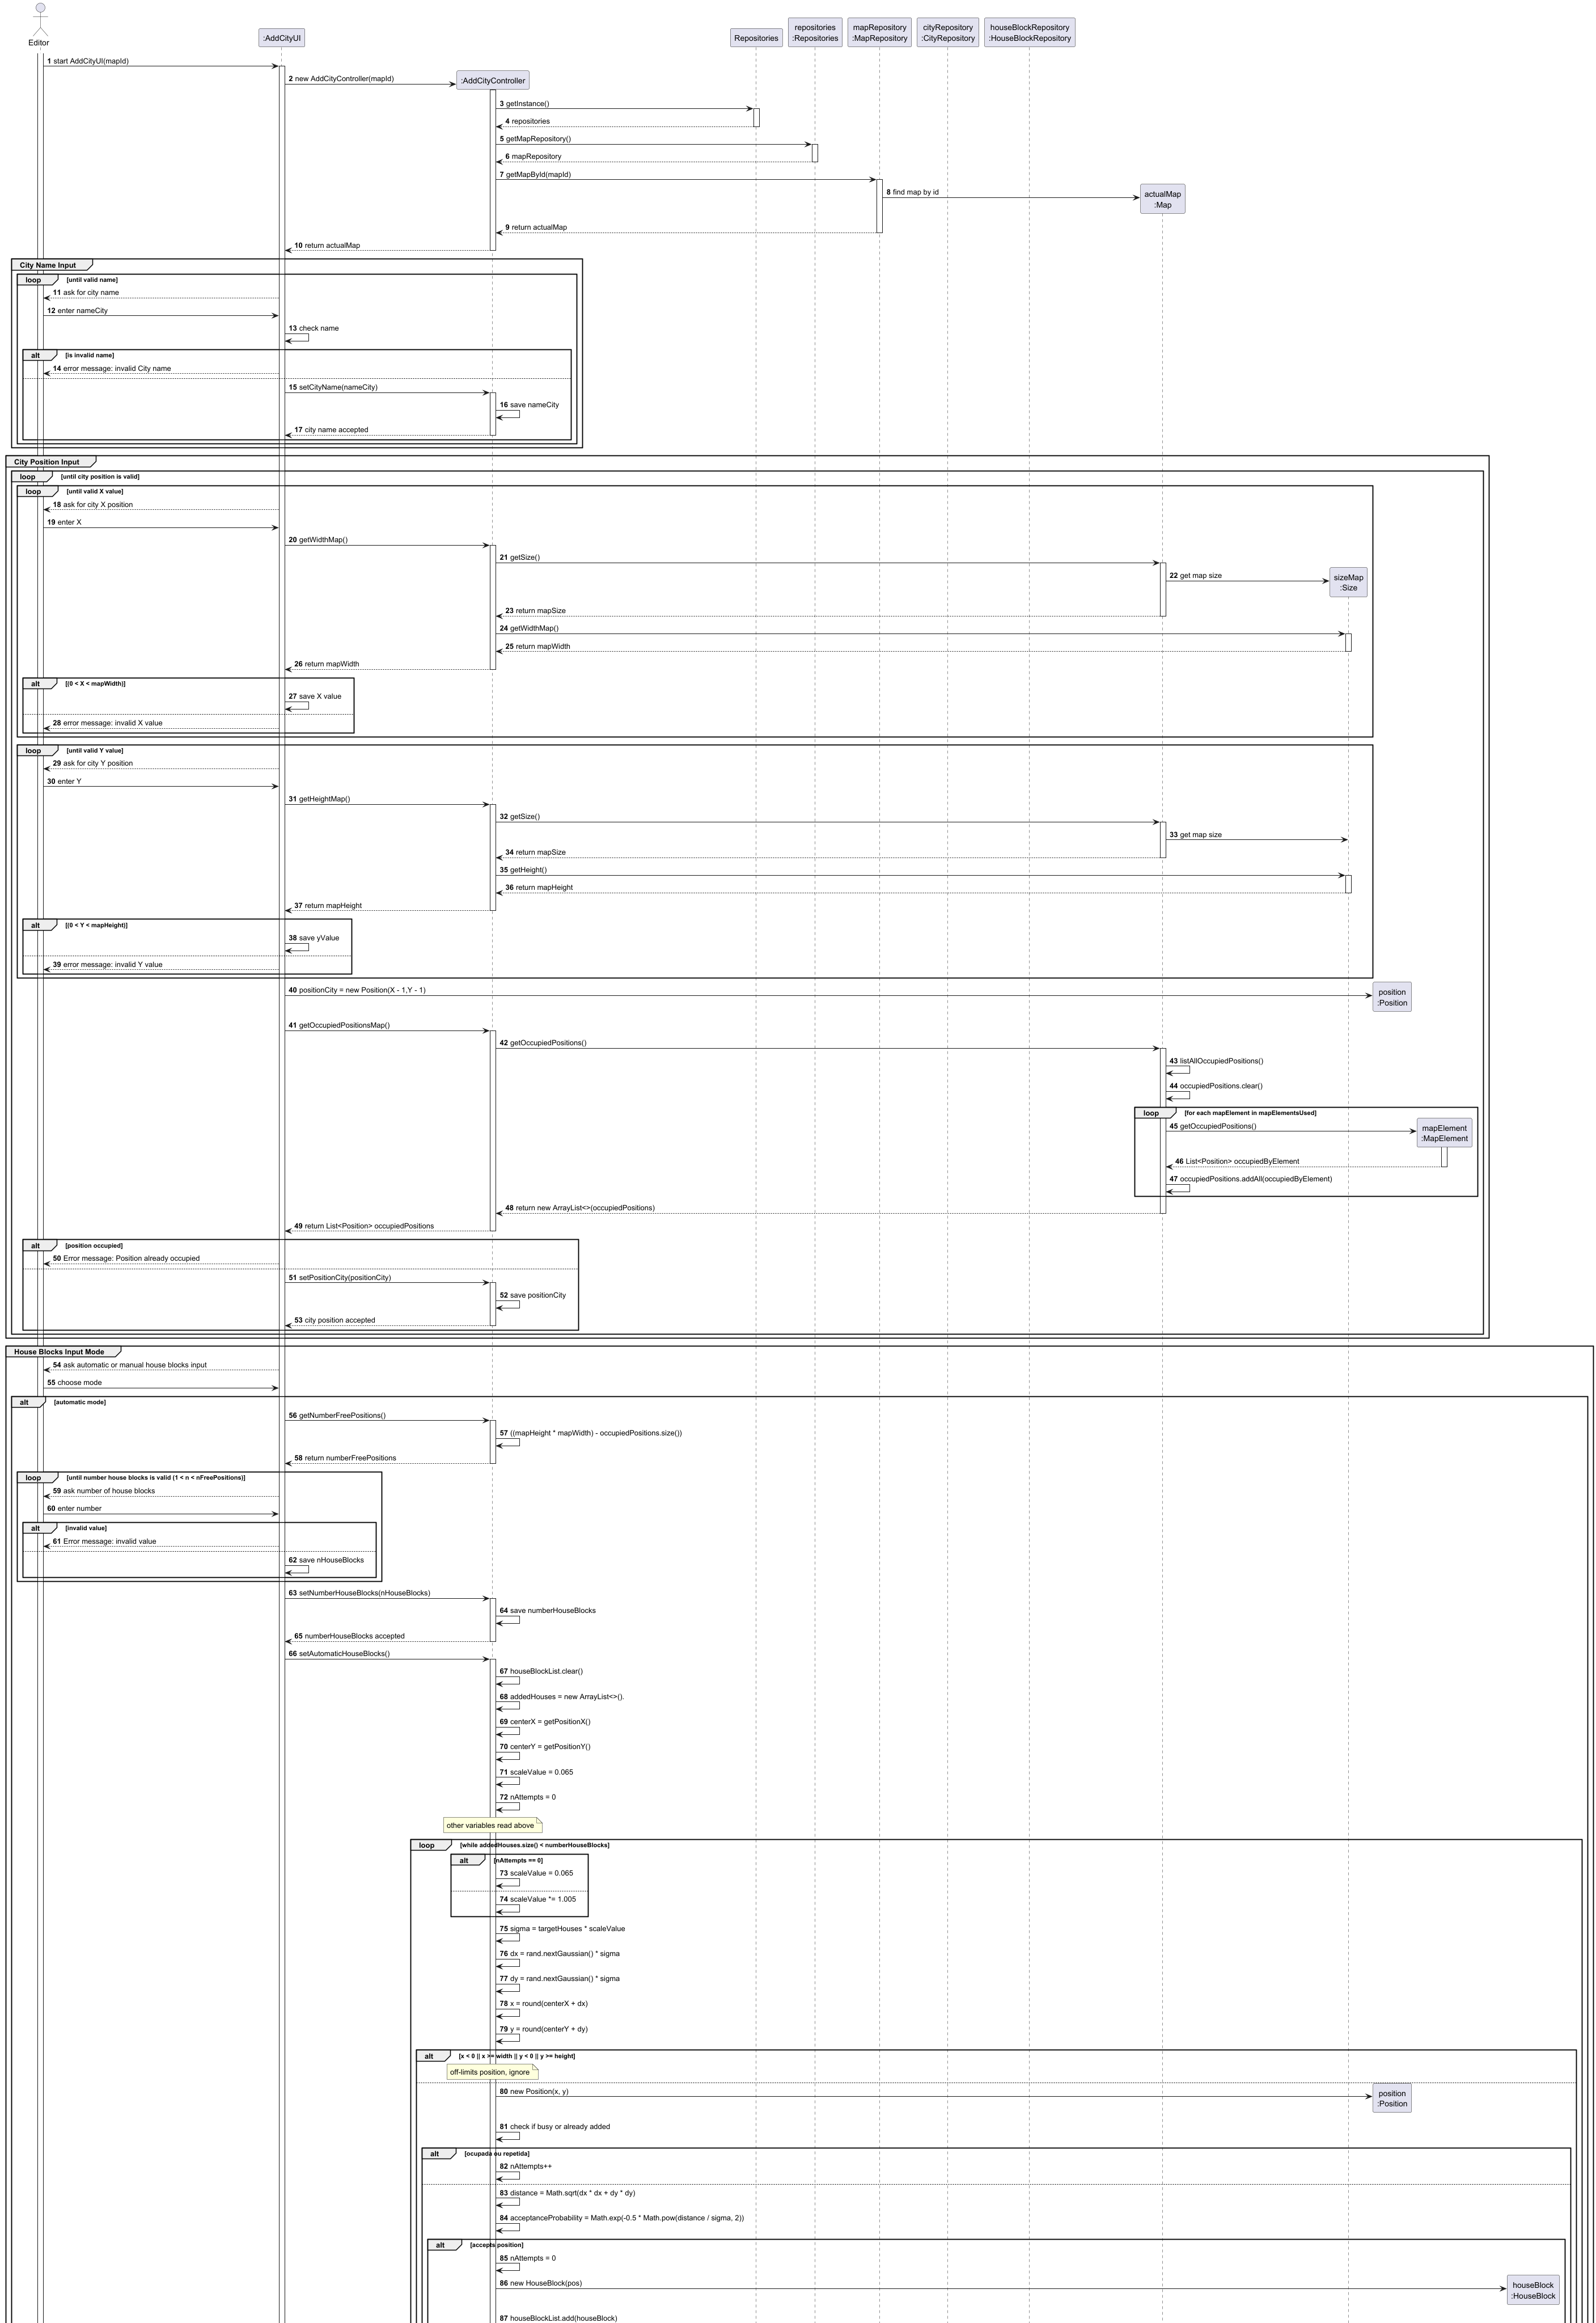 Editor
:AddCityUI
:AddCityController
Repositories
repositories
:Repositories
mapRepository
:MapRepository
cityRepository
:CityRepository
houseBlockRepository
:HouseBlockRepository
1 start AddCityUI(mapId)
2 new AddCityController(mapId)
3 getInstance()
4 repositories
5 getMapRepository()
6 mapRepository
7 getMapById(mapId)
8 find map by id
actualMap
:Map
9 return actualMap
10 return actualMap
City Name Input
loop [until valid name]
11 ask for city name
12 enter nameCity
13 check name
alt [is invalid name]
14 error message: invalid City name
15 setCityName(nameCity)
16 save nameCity
17 city name accepted
City Position Input
loop [until city position is valid]
loop [until valid X value]
18 ask for city X position
19 enter X
20 getWidthMap()
21 getSize()
22 get map size
sizeMap
:Size
23 return mapSize
24 getWidthMap()
25 return mapWidth
26 return mapWidth
alt [(0 < X < mapWidth)]
27 save X value
28 error message: invalid X value
loop [until valid Y value]
29 ask for city Y position
30 enter Y
31 getHeightMap()
32 getSize()
33 get map size
34 return mapSize
35 getHeight()
36 return mapHeight
37 return mapHeight
alt [(0 < Y < mapHeight)]
38 save yValue
39 error message: invalid Y value
40 positionCity = new Position(X - 1,Y - 1)
position
:Position
41 getOccupiedPositionsMap()
42 getOccupiedPositions()
43 listAllOccupiedPositions()
44 occupiedPositions.clear()
loop [for each mapElement in mapElementsUsed]
45 getOccupiedPositions()
mapElement
:MapElement
46 List<Position> occupiedByElement
47 occupiedPositions.addAll(occupiedByElement)
48 return new ArrayList<>(occupiedPositions)
49 return List<Position> occupiedPositions
alt [position occupied]
50 Error message: Position already occupied
51 setPositionCity(positionCity)
52 save positionCity
53 city position accepted
House Blocks Input Mode
54 ask automatic or manual house blocks input
55 choose mode
alt [automatic mode]
56 getNumberFreePositions()
57 ((mapHeight * mapWidth) - occupiedPositions.size())
58 return numberFreePositions
loop [until number house blocks is valid (1 < n < nFreePositions)]
59 ask number of house blocks
60 enter number
alt [invalid value]
61 Error message: invalid value
62 save nHouseBlocks
63 setNumberHouseBlocks(nHouseBlocks)
64 save numberHouseBlocks
65 numberHouseBlocks accepted
66 setAutomaticHouseBlocks()
67 houseBlockList.clear()
68 addedHouses = new ArrayList<>().
69 centerX = getPositionX()
70 centerY = getPositionY()
71 scaleValue = 0.065
72 nAttempts = 0
other variables read above
loop [while addedHouses.size() < numberHouseBlocks]
alt [nAttempts == 0]
73 scaleValue = 0.065
74 scaleValue *= 1.005
75 sigma = targetHouses * scaleValue
76 dx = rand.nextGaussian() * sigma
77 dy = rand.nextGaussian() * sigma
78 x = round(centerX + dx)
79 y = round(centerY + dy)
alt [x < 0 || x >= width || y < 0 || y >= height]
off-limits position, ignore
80 new Position(x, y)
position
:Position
81 check if busy or already added
alt [ocupada ou repetida]
82 nAttempts++
83 distance = Math.sqrt(dx * dx + dy * dy)
84 acceptanceProbability = Math.exp(-0.5 * Math.pow(distance / sigma, 2))
alt [accepts position]
85 nAttempts = 0
86 new HouseBlock(pos)
houseBlock
:HouseBlock
87 houseBlockList.add(houseBlock)